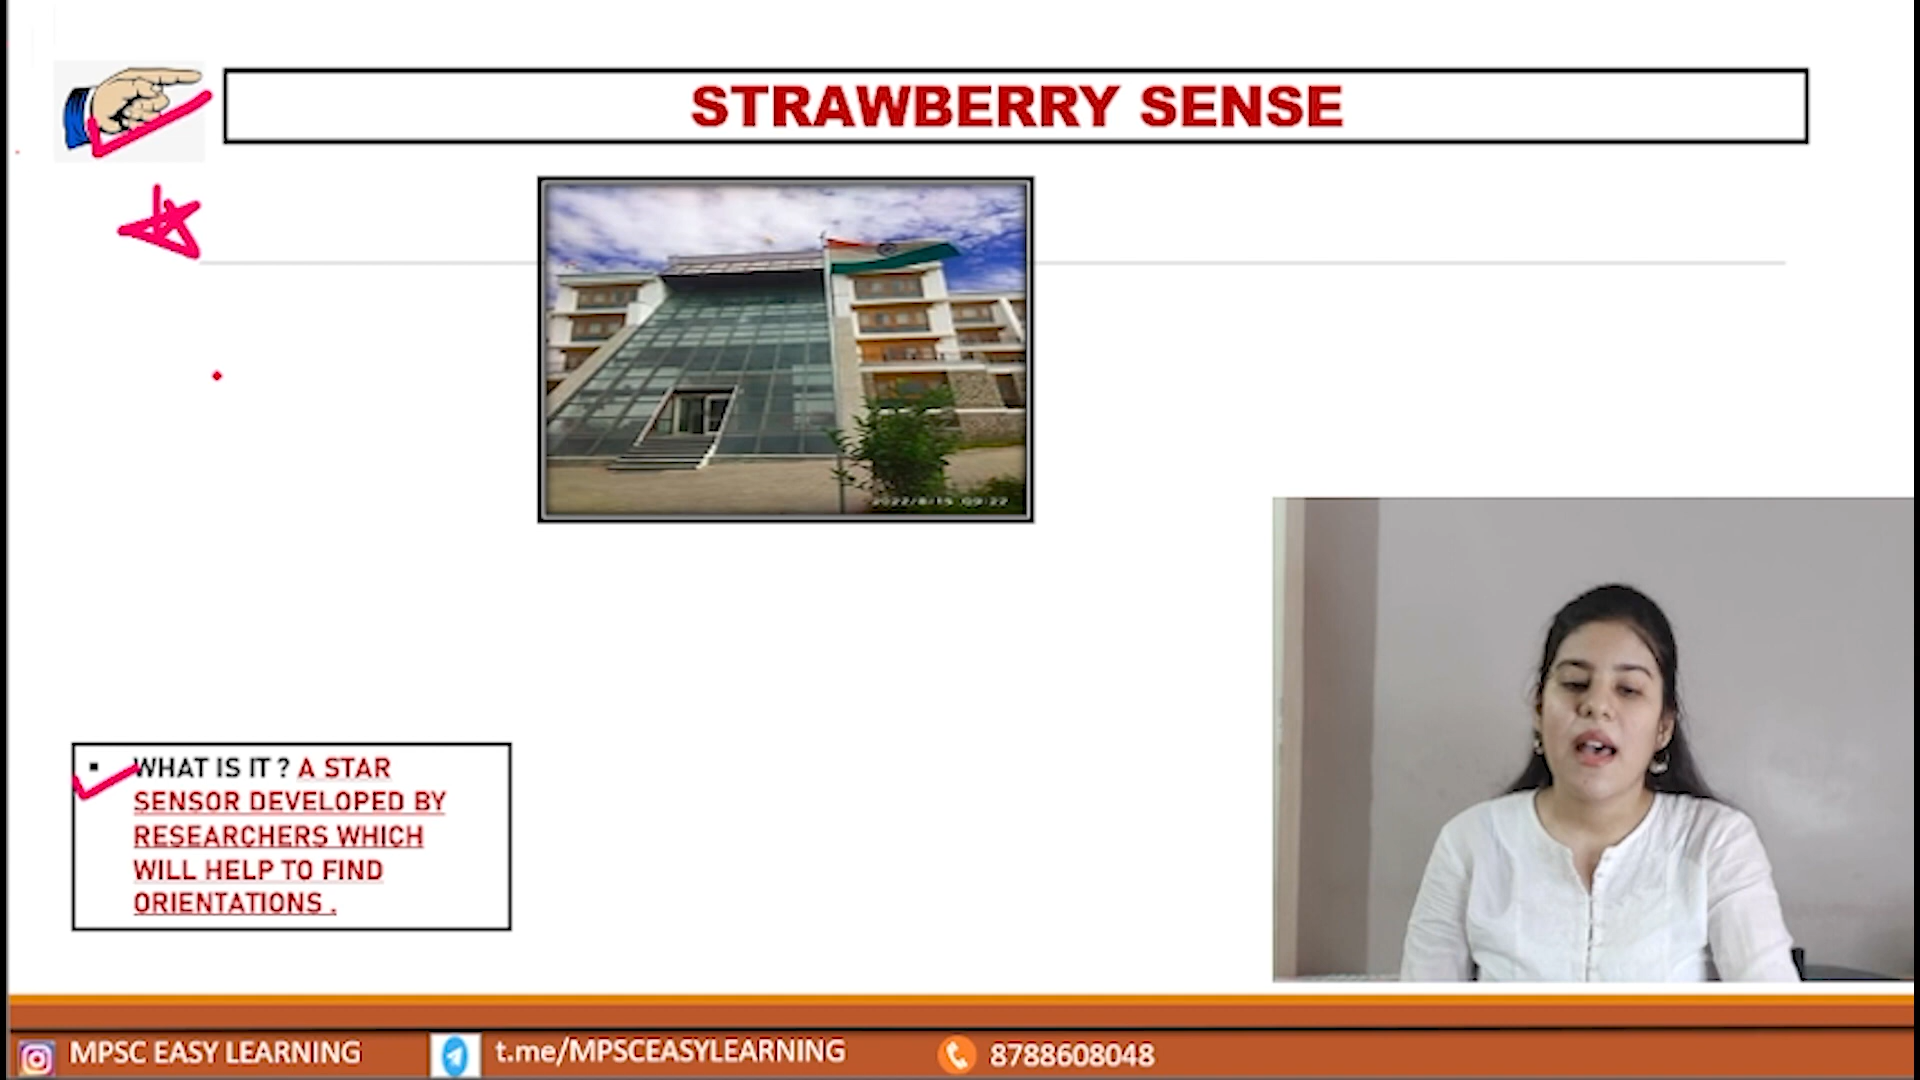 STRAWBERRY SENSE
WHAT IS IT ? A STAR
SENSOR DEVELOPED BY
RESEARCHERS WHICH
WILL HELP TO FIND
ORIENTATIONS .
MPSC EASY LEARNING
t.me/MPSCEASYLEARNING
8788608048